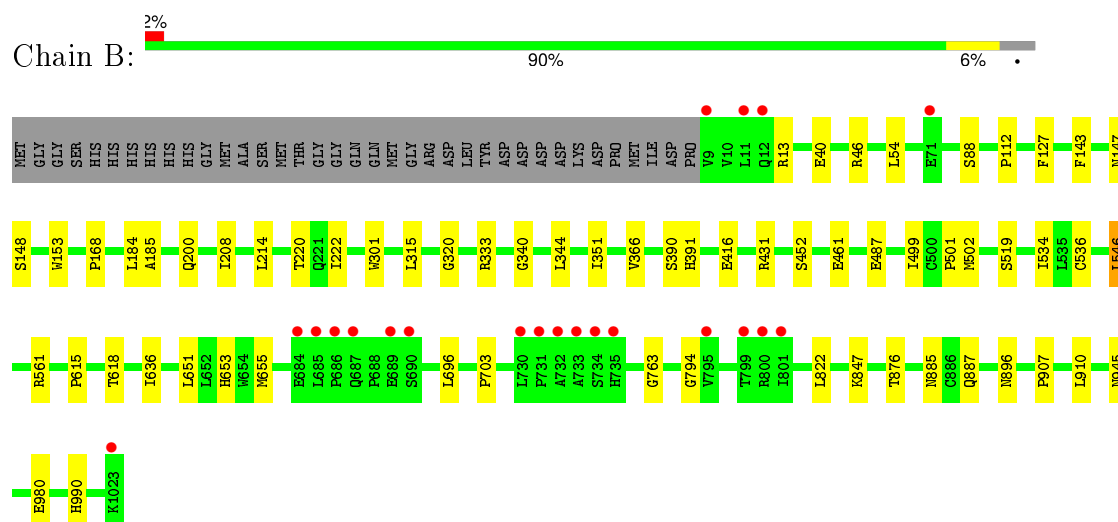 2%
Chain B:
90% 6% •
MET GLY GLY SER HIS HIS HIS HIS HIS HIS GLY MET ALA SER MET THR GLY GLY GLN GLN MET GLY ARG ASP LEU TYR ASP ASP ASP ASP LYS ASP PRO MET ILE ASP PRO V9 V10 L11 Q12 R13 E40 R46 L54 E71 S88 P112 F127 F143 N147
S148 W153 P168 L184 A185 Q200 I208 L214 T220 Q221 I222 W301 L315 G320 R333 G340 L344 I351 V366 S390 H391 E416 R431 S452 E461 E487 I499 C500 P501 M502 S519 I534 L535 C536 L546
R561 P615 T618 I636 L651 L652 H653 W654 M655 E684 L685 P686 Q687 P688 E689 S690 L696 P703 L730 P731 A732 A733 S734 H735 G763 G794 V795 T799 R800 I801 L822 K847 T876 N885 C886 Q887 N896 P907 L910 N945
E980 H990 K1023